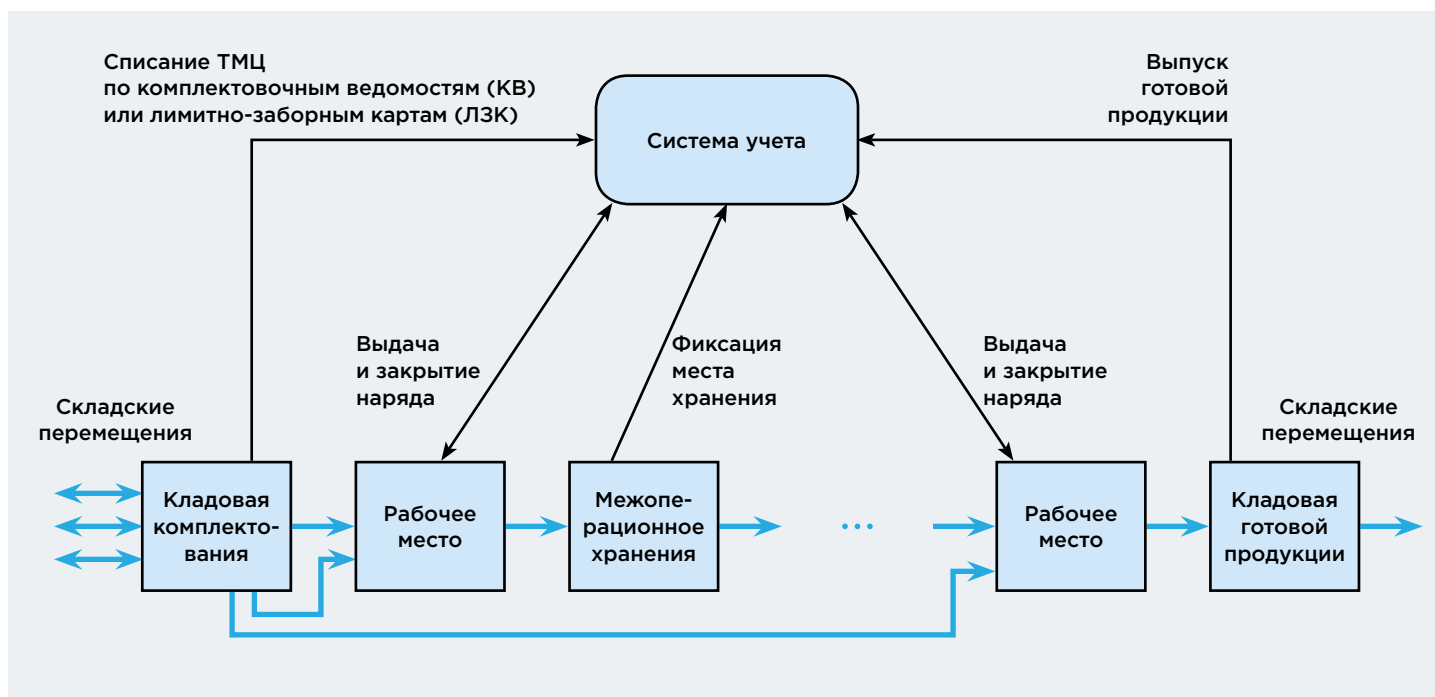 Списание ТМЦ
по комплектовочным ведомостям (КВ)
или лимитно-заборным картам (ЛЗК)
Выпуск
готовой
продукции
Система учета
Выдача
и закрытие
наряда
Фиксация
места
хранения
Выдача
и закрытие
наряда
Складские
перемещения
Складские
перемещения
Кладовая
комплекто-
вания
Рабочее
место
Межопе-
рационное
хранения
...
Рабочее
место
Кладовая
готовой
продукции